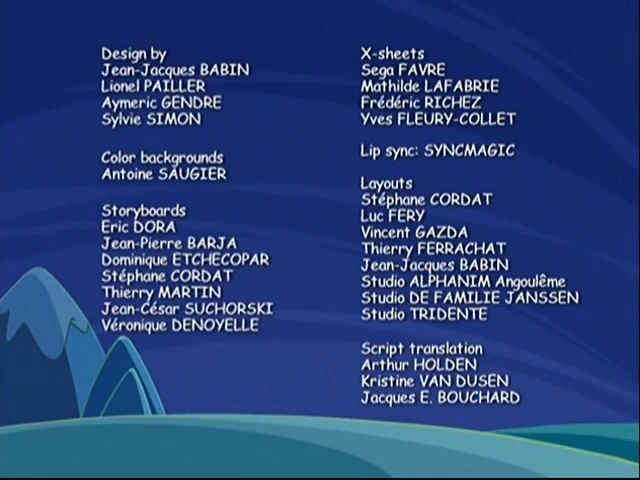 Design by
Jean-Jacques BABIN
Lionel PAILLER
Aymeric GENDRE
Sylvie SIMON
Color backgrounds
Antoine SAUGIER
Storyboards
Eric DORA
Jean-Pierre BARJA
Dominique ETCHECOPAR
Stéphane CORDAT
Thierry MARTIN
Jean-César SUCHORSKI
Véronique DENOYELLE
X-sheets
Sega FAVRE
Mathilde LAFABRIE
Frédéric RICHEZ
Yves FLEURY-COLLET
Lip sync: SYNCMAGIC
Layouts
Stéphane CORDAT
Luc FERY
Vincent GAZDA
Thierry FERRACHAT
Jean-Jacques BABIN
Studio ALPHANIM Angoulême
Studio DE FAMILIE JANSSEN
Studio TRIDENTE
Script translation
Arthur HOLDEN
Kristine VAN DUSEN
Jacques E. BOUCHARD